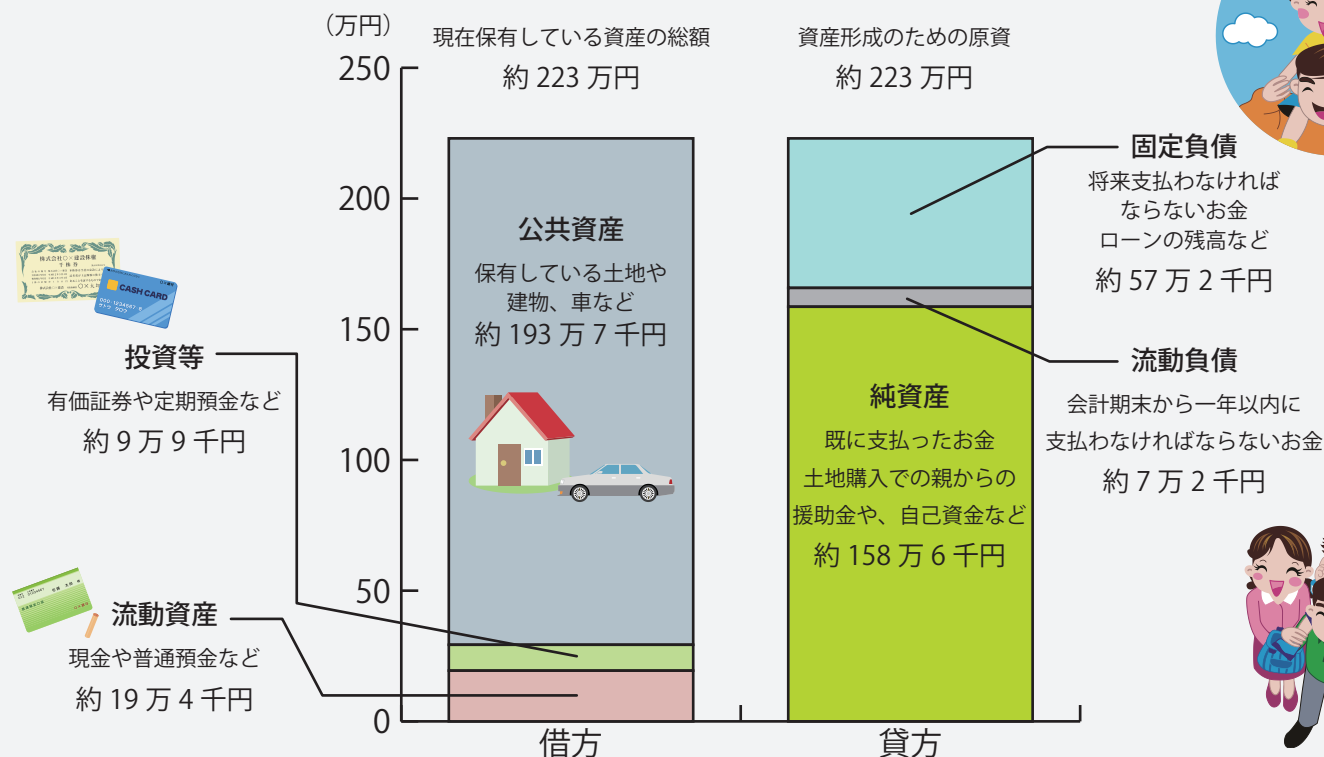 （万円）
現在保有している資産の総額
約 223 万円
資産形成のための原資
約 223 万円
250
200
150
100
50
0
公共資産
保有している土地や
建物、車など
約 193 万 7 千円
投資等
有価証券や定期預金など
約 9 万 9 千円
流動資産
現金や普通預金など
約 19 万 4 千円
固定負債
将来支払わなければ
ならないお金
ローンの残高など
約 57 万 2 千円
流動負債
会計期末から一年以内に
支払わなければならないお金
約 7 万 2 千円
純資産
既に支払ったお金
土地購入での親からの
援助金や、自己資金など
約 158 万 6 千円
借方
貸方
CASH CARD